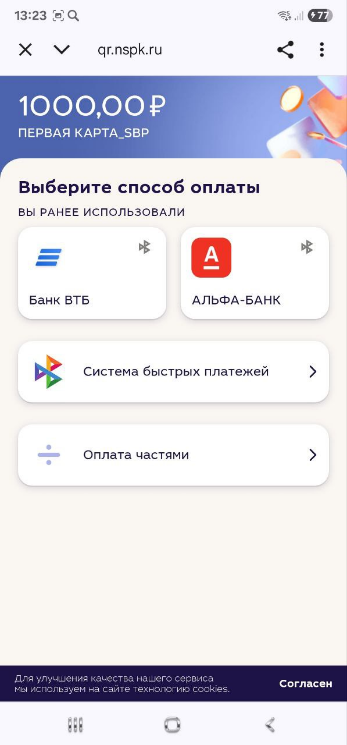 13:23
77
qr.nspk.ru
1000,00 ₽
ПЕРВАЯ КАРТА_SBP
Выберите способ оплаты
ВЫ РАНЕЕ ИСПОЛЬЗОВАЛИ
Банк ВТБ
А
АЛЬФА-БАНК
Система быстрых платежей
Оплата частями
Для улучшения качества нашего сервиса
мы используем на сайте технологию cookies.
Согласен